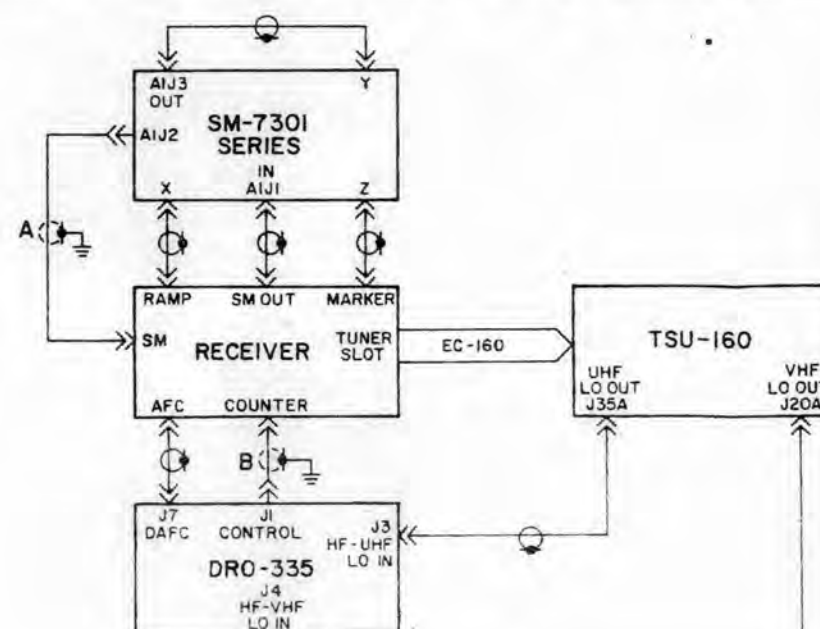 A1J3
OUT
Y
A1J2
SM-7301
SERIES
IN
X
A1J1
Z
A
RAMP
SM OUT
MARKER
SM
RECEIVER
TUNER
SLOT
EC-160
TSU-160
UHF
LO OUT
J35A
VHF
LO OUT
J20A
AFC
COUNTER
B
J7
DAFC
J1
CONTROL
J3
HF-UHF
LO IN
DRO-335
J4
HF-VHF
LO IN